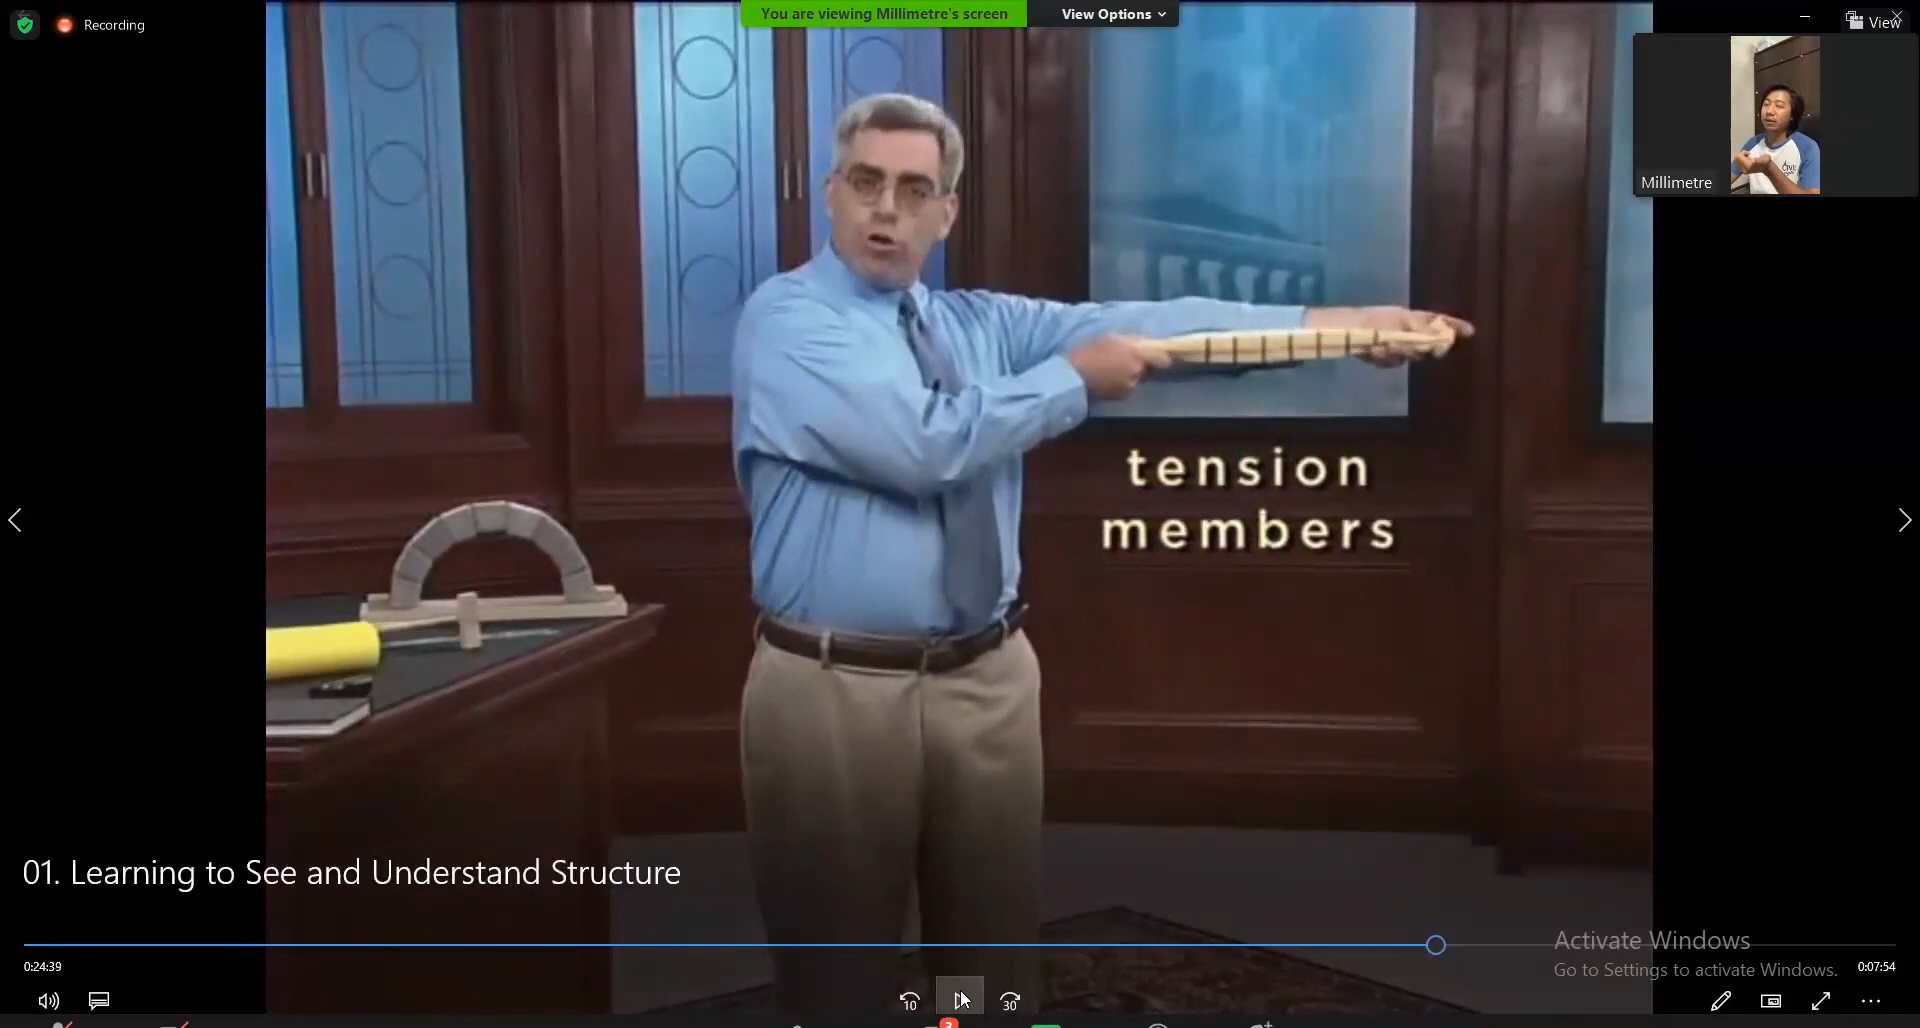 Recording
You are viewing Millimetre's screen
View Options
View
Millimetre
tension
members
01. Learning to See and Understand Structure
Activate Windows
Go to Settings to activate Windows.
0:24:39
0:07:54
10
30
3